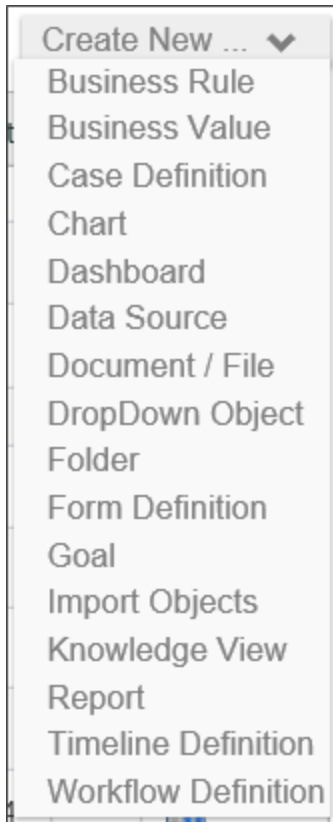 Create New ...
Business Rule
Business Value
Case Definition
Chart
Dashboard
Data Source
Document / File
DropDown Object
Folder
Form Definition
Goal
Import Objects
Knowledge View
Report
Timeline Definition
Workflow Definition